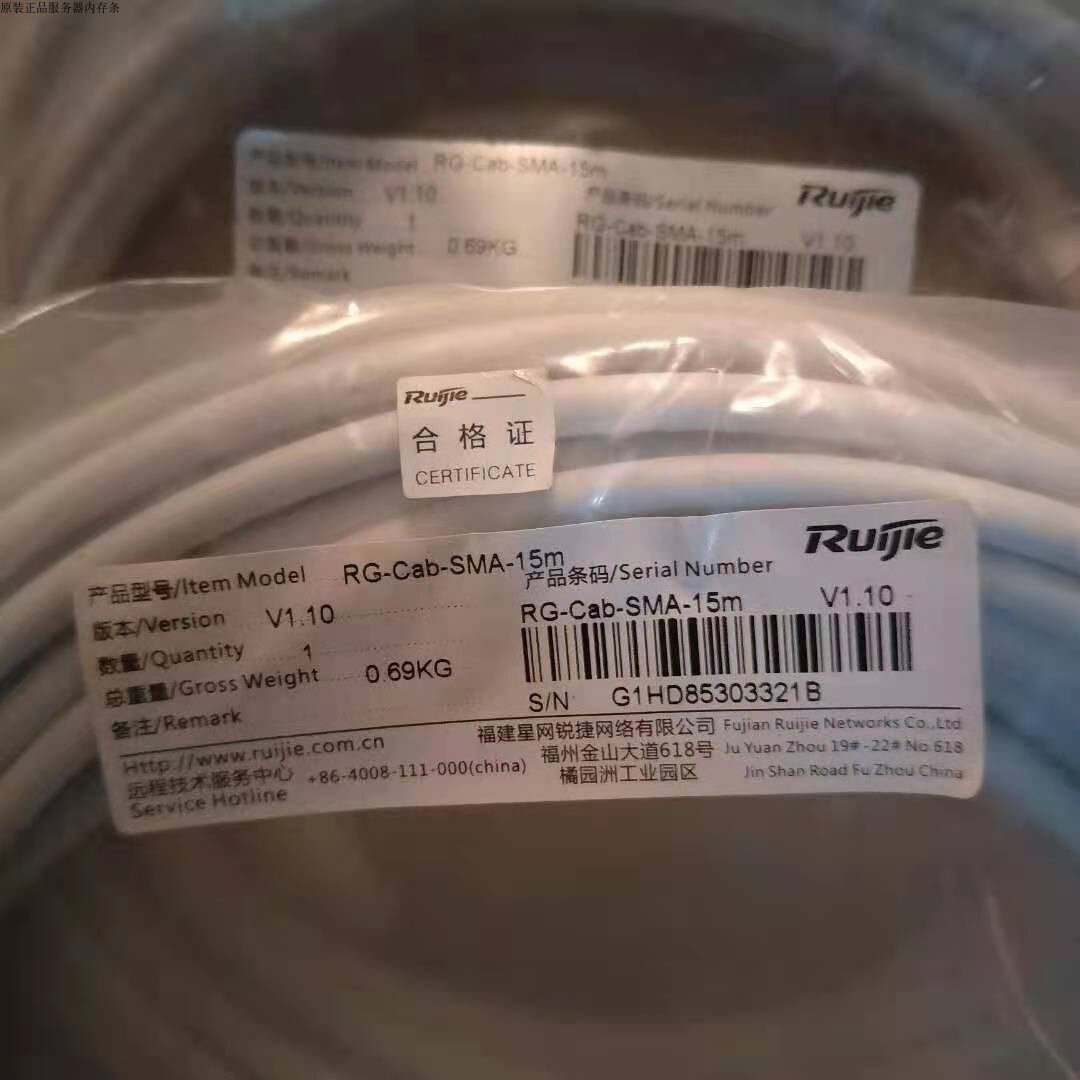 原装正品服务器内存条
产品型号/Item Model RG-Cab-SMA-15m
版本/Version V1.10
数量/Quantity 1
总重量/Gross Weight 0.69KG
备注/Remark
产品条码/Serial Number
Ruijie
RG-Cab-SMA-15m V1.10
Ruijie
合格证
CERTIFICATE
产品型号/Item Model RG-Cab-SMA-15m
版本/Version V1.10
数量/Quantity 1
总重量/Gross Weight 0.69KG
备注/Remark
Ruijie
产品条码/Serial Number
RG-Cab-SMA-15m V1.10
S/N G1HD85303321B
Http://www.ruijie.com.cn
远程技术服务中心 +86-4008-111-000(china)
Service Hotline
福建星网锐捷网络有限公司 Fujian Ruijie Networks Co.,Ltd
福州金山大道618号 Ju Yuan Zhou 19#-22# No 618
橘园洲工业园区 Jin Shan Road Fu Zhou China